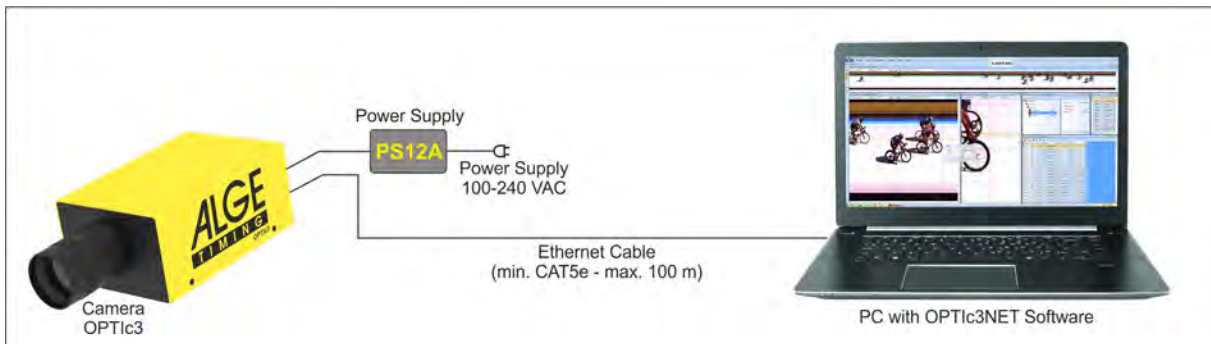 Power Supply
PS12A
Power Supply
100-240 VAC
ALGE
TIMING
OPTIc3
Ethernet Cable
(min. CAT5e - max. 100 m)
Camera
OPTIc3
PC with OPTIc3NET Software